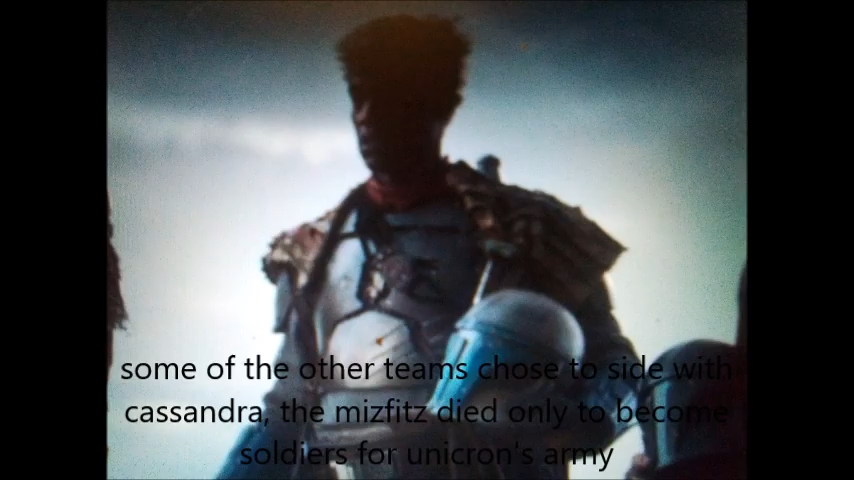 some of the other teams chose to side with
cassandra, the mizfitz died only to become
soldiers for unicron's army